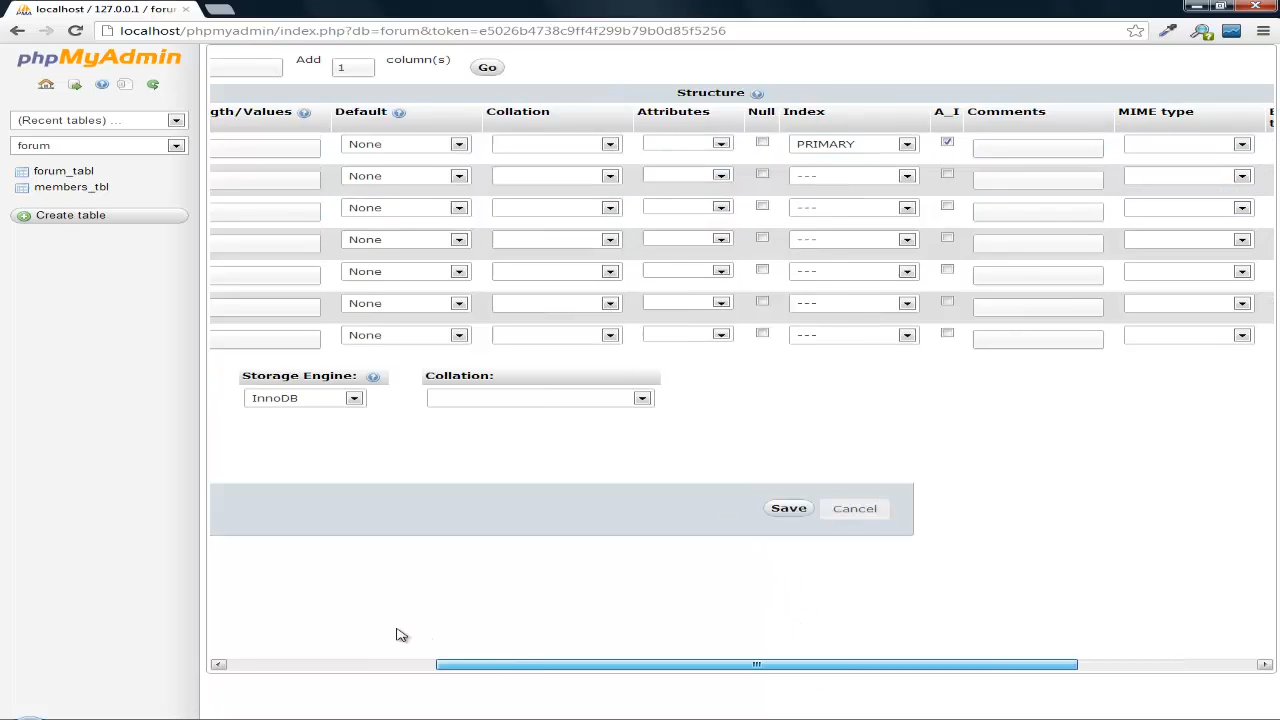 localhost / 127.0.0.1 / foru
localhost/phpmyadmin/index.php?db=forum&token=e50266473899ff4f299b79b0d85f5256
phpMyAdmin
(Recent tables) ...
forum
forum_tabl
members_tbl
Create table
Add 1 column(s) Go
Structure
gth/Values Default Collation Attributes Null Index A_I Comments MIME type
None PRIMARY
None ---
None ---
None ---
None ---
None ---
None ---
Storage Engine: Collation:
InnoDB
Save Cancel